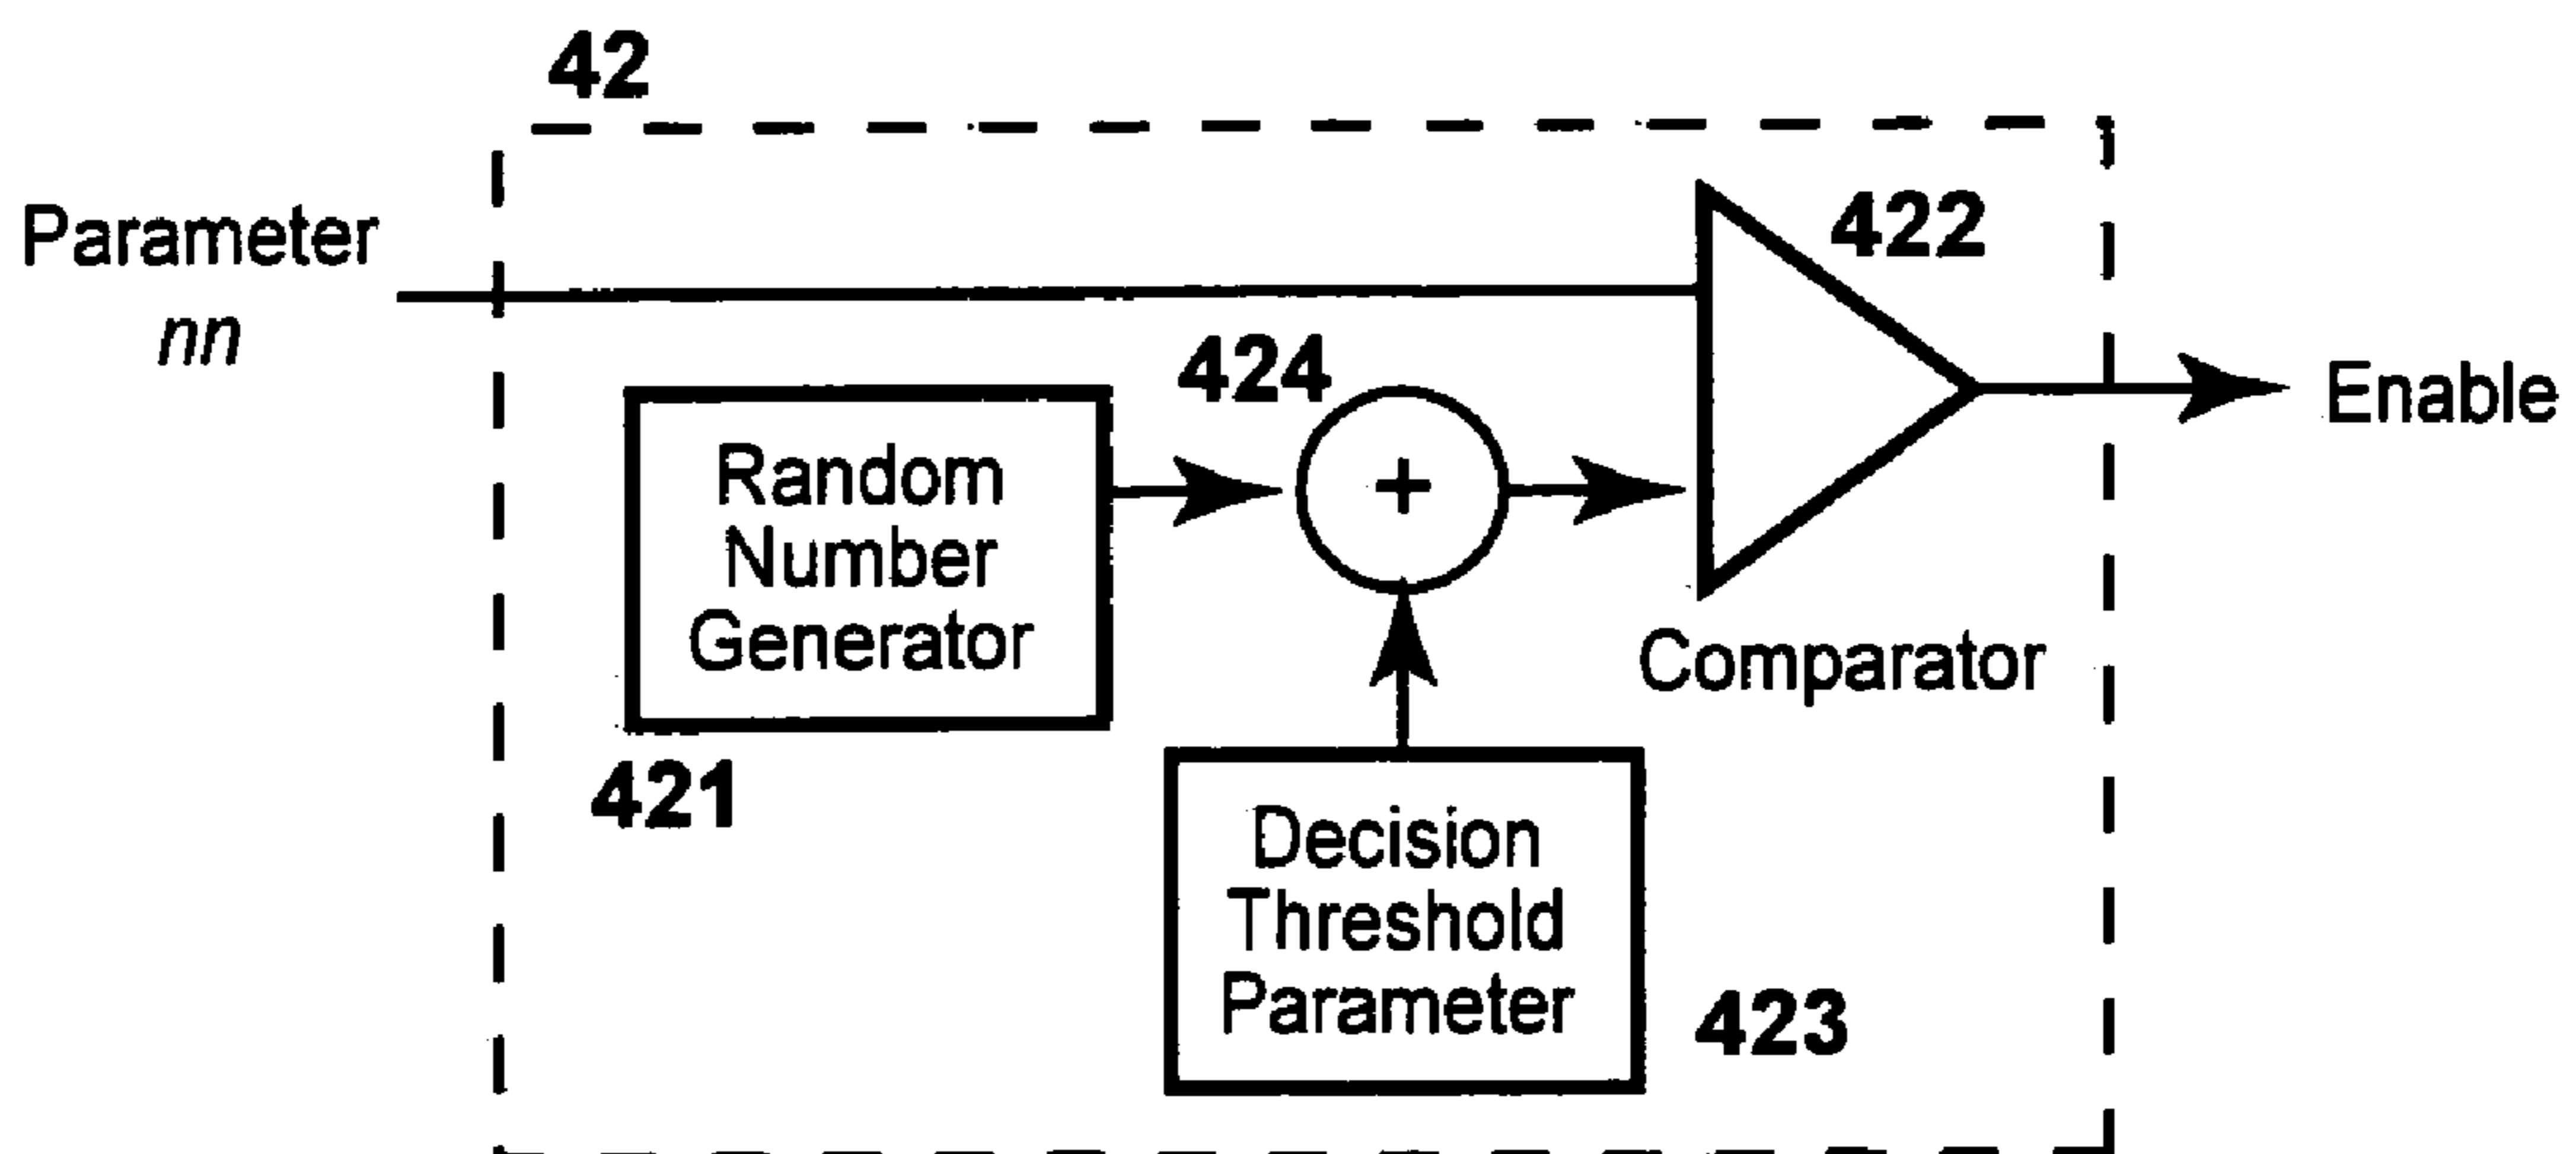 42
Parameter
nn
422
424
+
Enable
Random
Number
Generator
Comparator
421
Decision
Threshold
Parameter
423